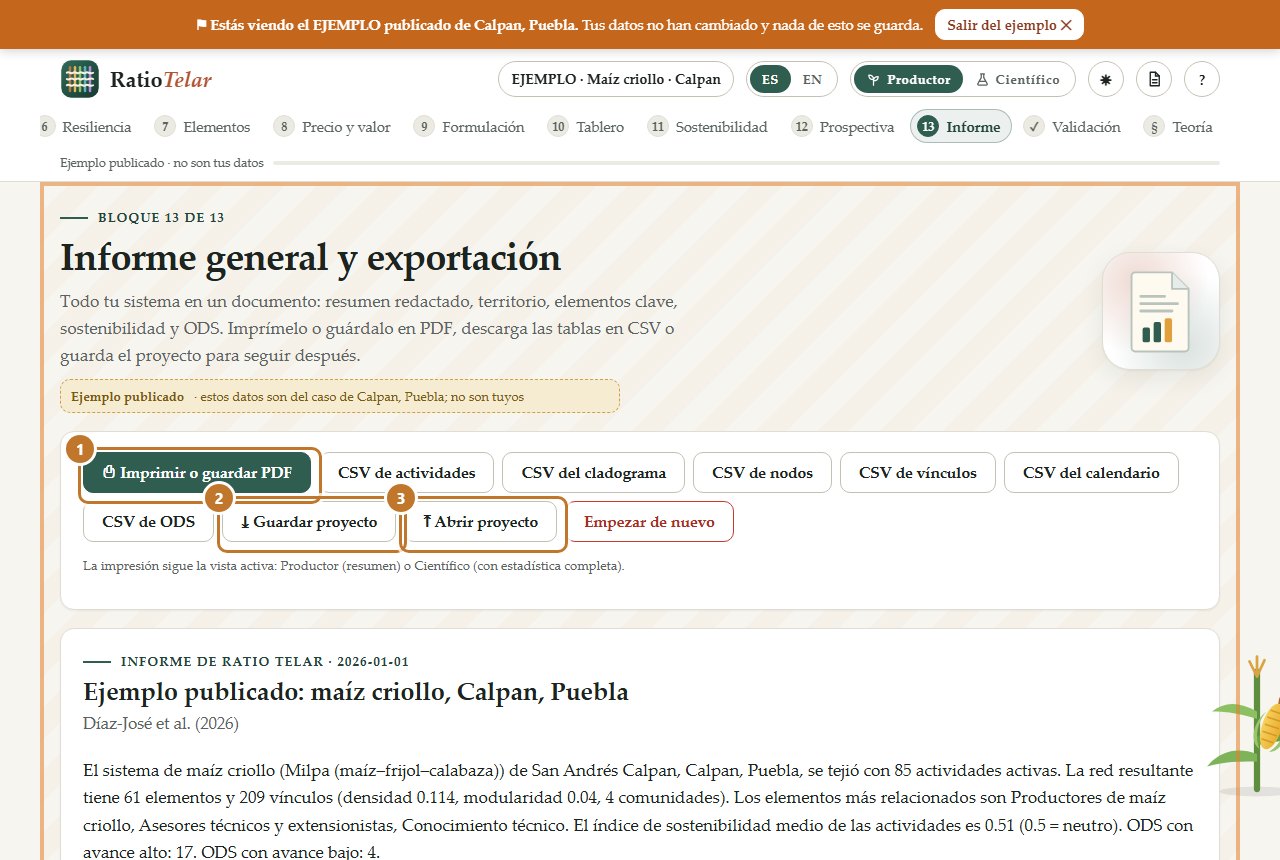 ⚑ Estás viendo el EJEMPLO publicado de Calpan, Puebla. Tus datos no han cambiado y nada de esto se guarda. Salir del ejemplo ✕
RatioTelar
EJEMPLO · Maíz criollo · Calpan
ES EN
Productor Científico
?
6 Resiliencia 7 Elementos 8 Precio y valor 9 Formulación 10 Tablero 11 Sostenibilidad 12 Prospectiva 13 Informe ✓ Validación § Teoría
Ejemplo publicado · no son tus datos
BLOQUE 13 DE 13
Informe general y exportación
Todo tu sistema en un documento: resumen redactado, territorio, elementos clave,
sostenibilidad y ODS. Imprímelo o guárdalo en PDF, descarga las tablas en CSV o
guarda el proyecto para seguir después.
Ejemplo publicado · estos datos son del caso de Calpan, Puebla; no son tuyos
1
⎙ Imprimir o guardar PDF CSV de actividades CSV del cladograma CSV de nodos CSV de vínculos CSV del calendario
2 3
CSV de ODS ⤓ Guardar proyecto ⤒ Abrir proyecto Empezar de nuevo
La impresión sigue la vista activa: Productor (resumen) o Científico (con estadística completa).
INFORME DE RATIO TELAR · 2026-01-01
Ejemplo publicado: maíz criollo, Calpan, Puebla
Díaz-José et al. (2026)
El sistema de maíz criollo (Milpa (maíz–frijol–calabaza)) de San Andrés Calpan, Calpan, Puebla, se tejió con 85 actividades activas. La red resultante
tiene 61 elementos y 209 vínculos (densidad 0.114, modularidad 0.04, 4 comunidades). Los elementos más relacionados son Productores de maíz
criollo, Asesores técnicos y extensionistas, Conocimiento técnico. El índice de sostenibilidad medio de las actividades es 0.51 (0.5 = neutro). ODS con
avance alto: 17. ODS con avance bajo: 4.